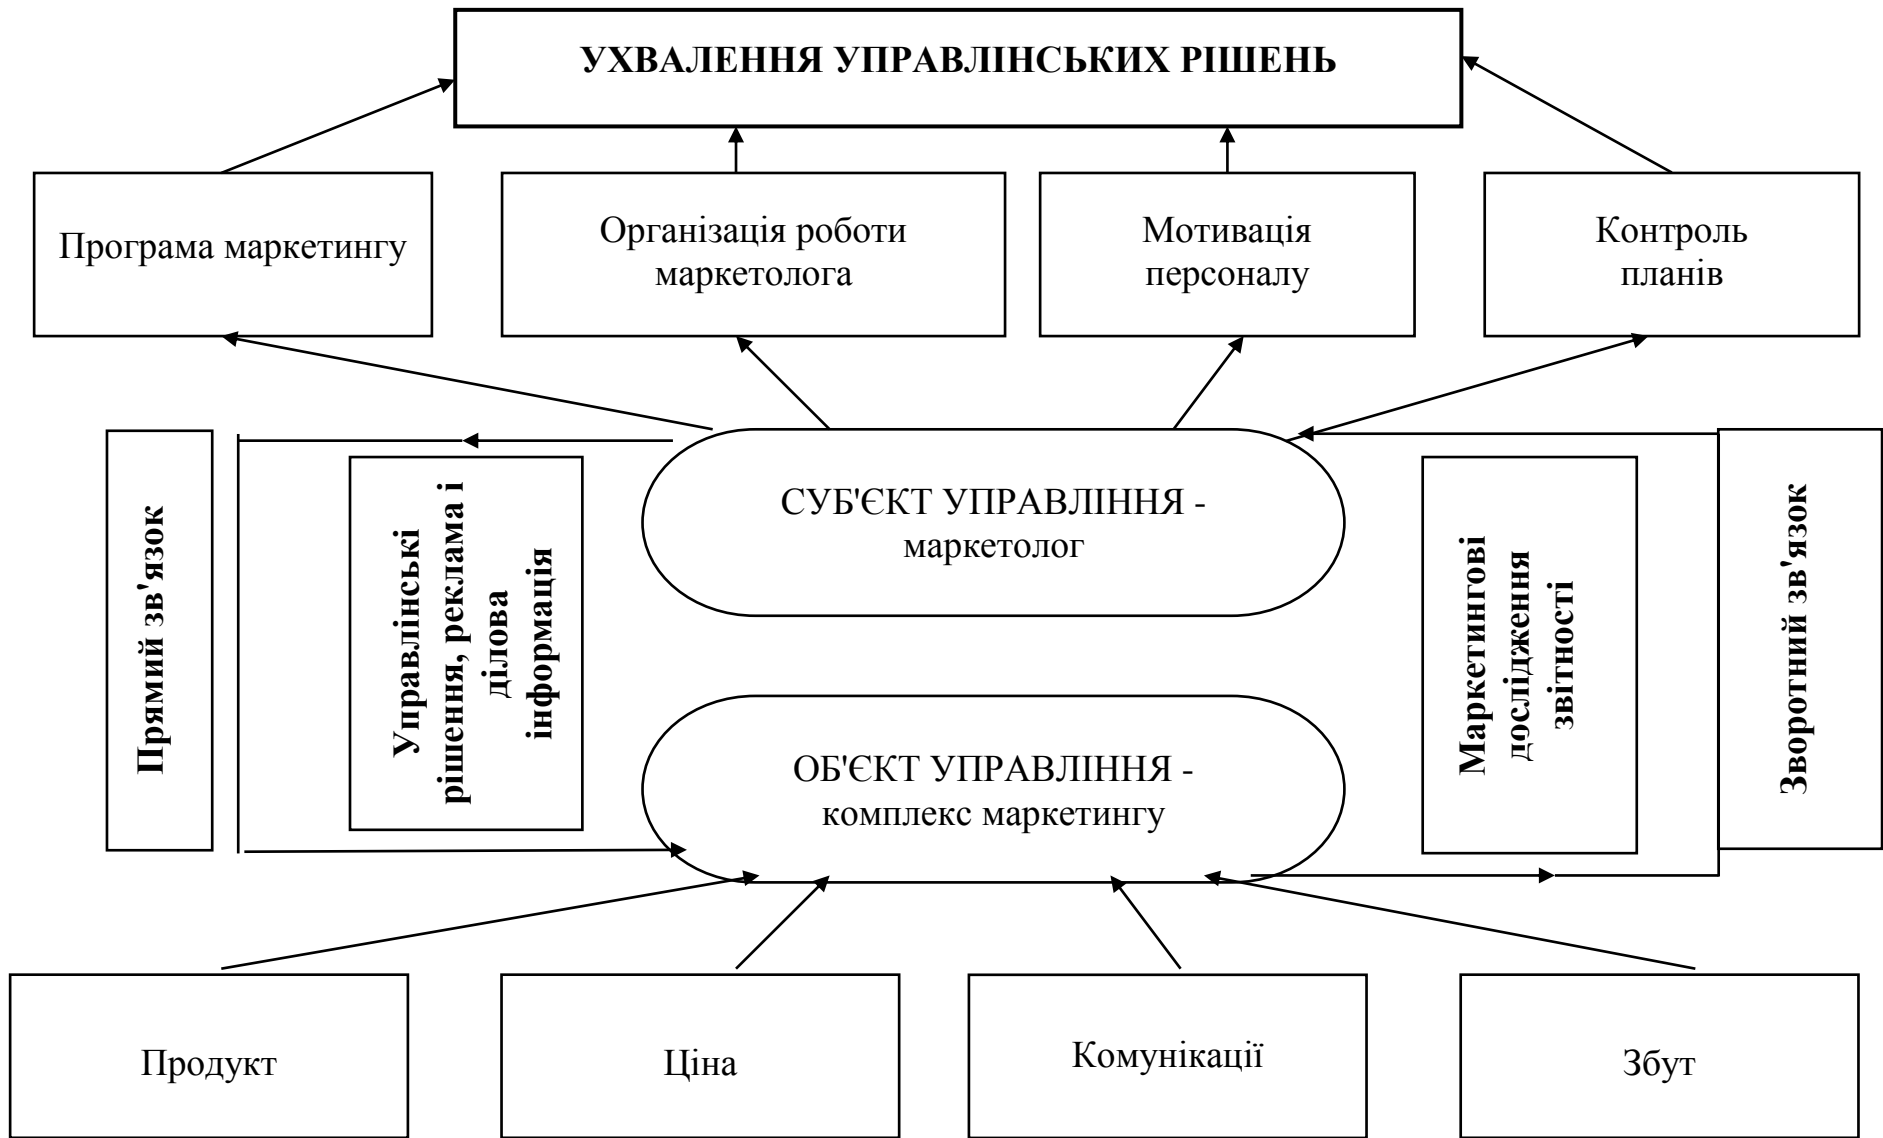 УХВАЛЕННЯ УПРАВЛІНСЬКИХ РІШЕНЬ
Програма маркетингу
Організація роботи
маркетолога
Мотивація
персоналу
Контроль
планів
Прямий зв'язок
Управлінські
рішення, реклама і
ділова
інформація
СУБ'ЄКТ УПРАВЛІННЯ -
маркетолог
ОБ'ЄКТ УПРАВЛІННЯ -
комплекс маркетингу
Маркетингові
дослідження
звітності
Зворотний зв'язок
Продукт
Ціна
Комунікації
Збут